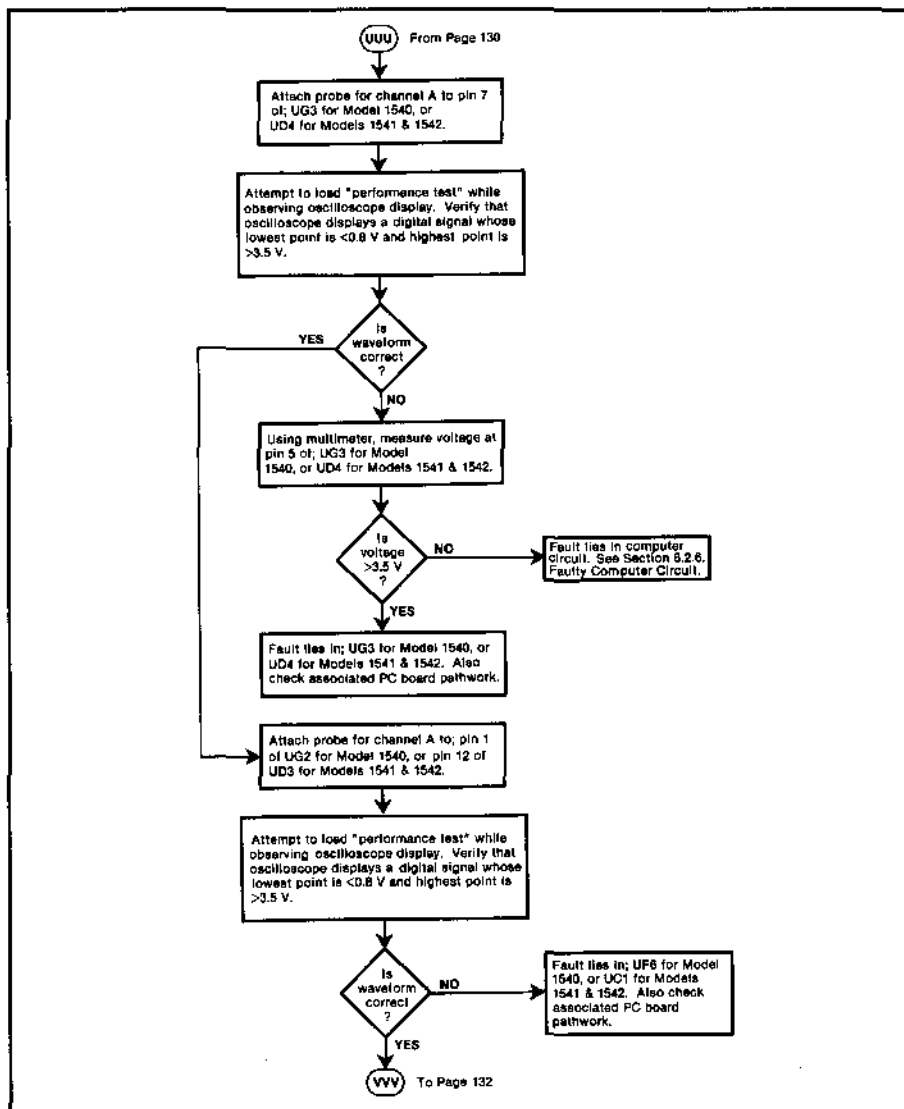 UUU From Page 130
Attach probe for channel A to pin 7
of; UG3 for Model 1540, or
UD4 for Models 1541 & 1542.
Attempt to load "performance test" while
observing oscilloscope display. Verify that
oscilloscope displays a digital signal whose
lowest point is <0.8 V and highest point is
>3.5 V.
Is
waveform
correct
?
YES
NO
Using multimeter, measure voltage at
pin 5 of; UG3 for Model
1540, or UD4 for Models 1541 & 1542.
Is
voltage
>3.5 V
?
NO
Fault lies in computer
circuit. See Section 6.2.6.
Faulty Computer Circuit.
YES
Fault lies in; UG3 for Model 1540, or
UD4 for Models 1541 & 1542. Also
check associated PC board pathwork.
Attach probe for channel A to; pin 1
of UG2 for Model 1540, or pin 12 of
UD3 for Models 1541 & 1542.
Attempt to load "performance test" while
observing oscilloscope display. Verify that
oscilloscope displays a digital signal whose
lowest point is <0.8 V and highest point is
>3.5 V.
Is
waveform
correct
?
NO
Fault lies in; UF6 for Model
1540, or UC1 for Models
1541 & 1542. Also check
associated PC board
pathwork.
YES
VVV To Page 132